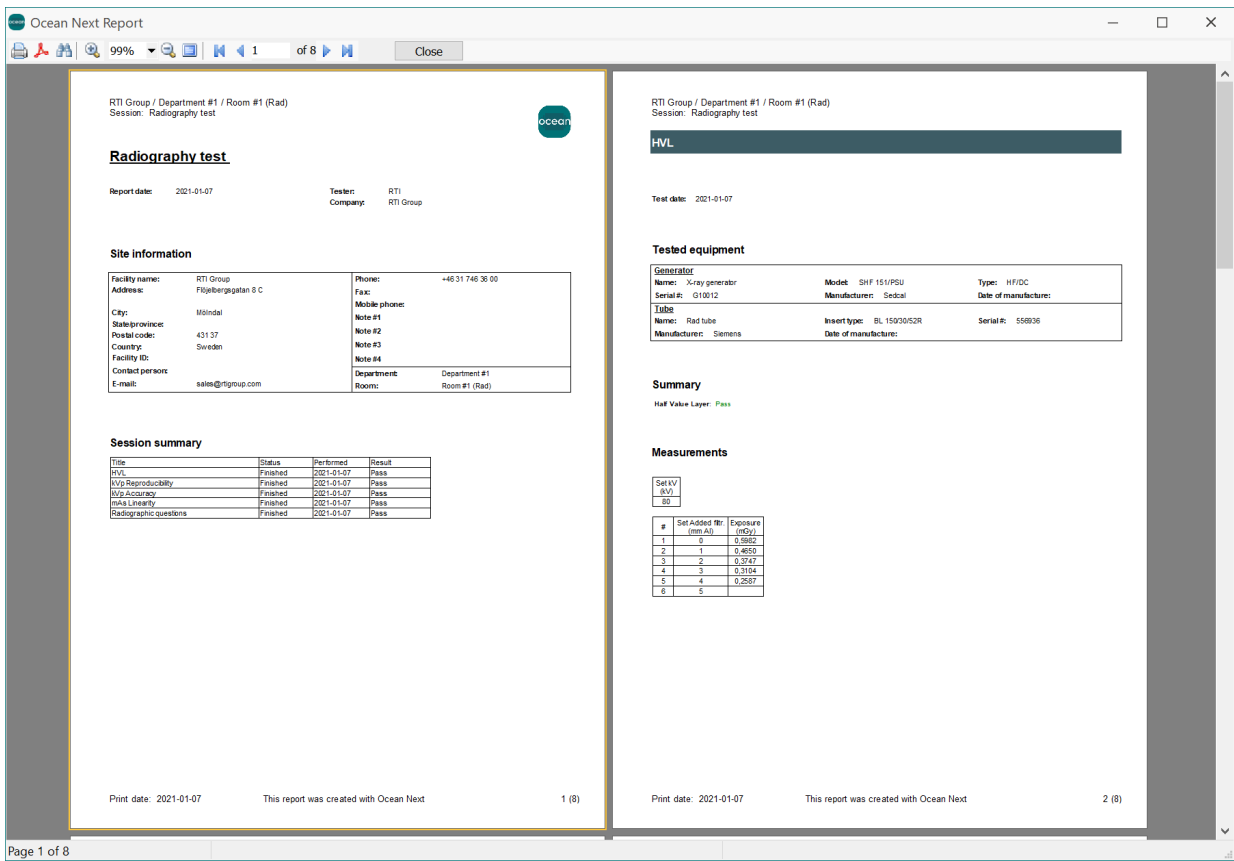 Ocean Next Report
99% 1 of 8 Close
RTI Group / Department #1 / Room #1 (Rad)
Session: Radiography test
ocean
Radiography test
Report date: 2021-01-07 Tester: RTI
Company: RTI Group
Site information
Facility name: RTI Group Phone: +46 31 746 36 00
Address: Flöjelbergsgatan 8 C Fax:
Mobile phone:
City: Mölndal Note #1
State/province:
Postal code: 431 37 Note #2
Country: Sweden Note #3
Facility ID: Note #4
Contact person: Department: Department #1
E-mail: sales@rtigroup.com Room: Room #1 (Rad)
Session summary
Title Status Performed Result
HVL Finished 2021-01-07 Pass
kVp Reproducibility Finished 2021-01-07 Pass
kVp Accuracy Finished 2021-01-07 Pass
mAs Linearity Finished 2021-01-07 Pass
Radiographic questions Finished 2021-01-07 Pass
Print date: 2021-01-07 This report was created with Ocean Next 1 (8)
RTI Group / Department #1 / Room #1 (Rad)
Session: Radiography test
HVL
Test date: 2021-01-07
Tested equipment
Generator
Name: X-ray generator Model: SHF 151/PSU Type: HF/DC
Serial #: G10012 Manufacturer: Sedcal Date of manufacture:
Tube
Name: Rad tube Insert type: BL 150/30/52R Serial #: 556936
Manufacturer: Siemens Date of manufacture:
Summary
Half Value Layer: Pass
Measurements
Set kV
(kV)
80
# Set Added filtr. Exposure
(mm Al) (mGy)
1 0 0,5982
2 1 0,4650
3 2 0,3747
4 3 0,3104
5 4 0,2587
6 5
Print date: 2021-01-07 This report was created with Ocean Next 2 (8)
Page 1 of 8